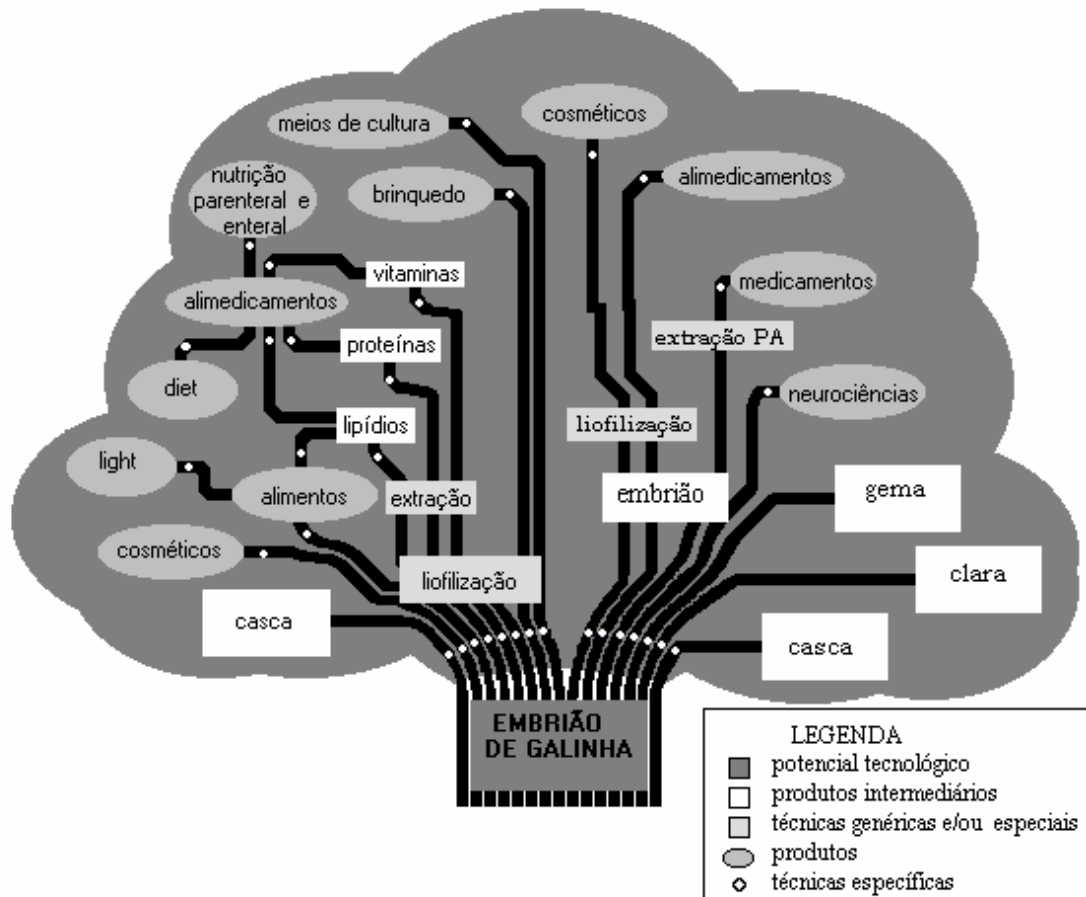 cosméticos
meios de cultura
alimedicamentos
nutrição
parenteral e
enteral
brinquedo
vitaminas
medicamentos
alimedicamentos
proteínas
extração PA
diet
neurociências
lipídios
liofilização
light
alimentos
extração
embrião
gema
cosméticos
liofilização
clara
casca
casca
EMBRIÃO
DE GALINHA
LEGENDA
potencial tecnológico
produtos intermediários
técnicas genéricas e/ou especiais
produtos
técnicas específicas